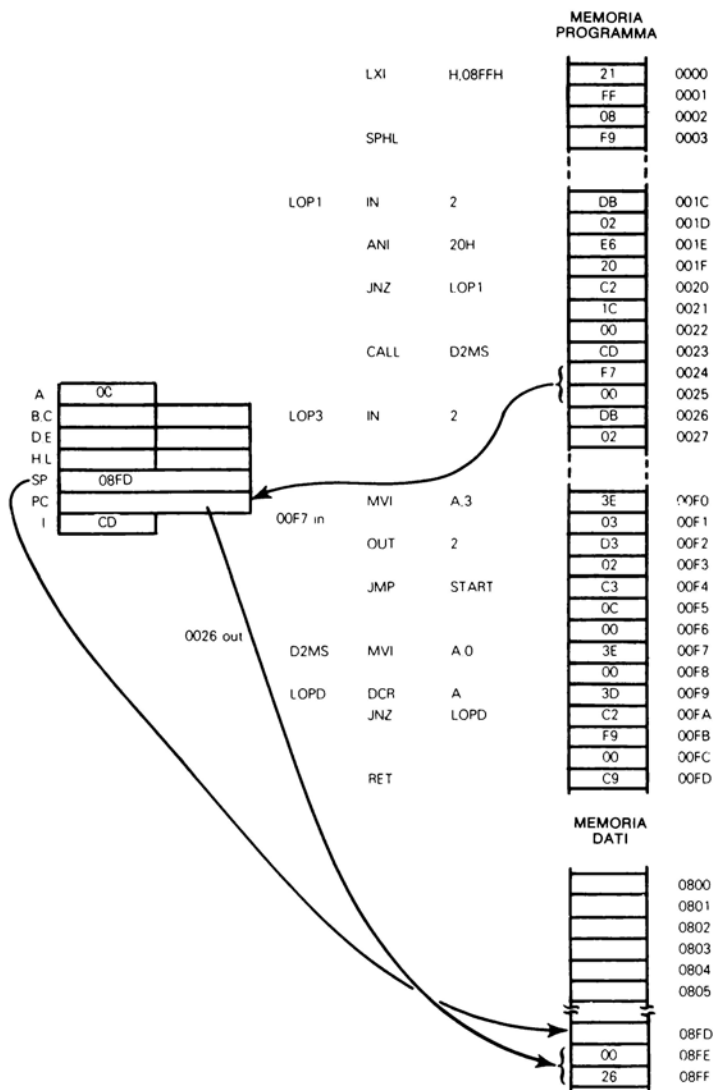 MEMORIA
PROGRAMMA
LXI H,08FFH 21 0000
FF 0001
08 0002
SPHL F9 0003
LOP1 IN 2 DB 001C
02 001D
ANI 20H E6 001E
20 001F
JNZ LOP1 C2 0020
1C 0021
00 0022
CALL D2MS CD 0023
F7 0024
00 0025
LOP3 IN 2 DB 0026
02 0027
A 0C
B.C
D.E
H.L
SP 08FD
PC
I CD
00F7 in
0026 out
MVI A,3 3E 00F0
03 00F1
OUT 2 D3 00F2
02 00F3
JMP START C3 00F4
0C 00F5
00 00F6
D2MS MVI A 0 3E 00F7
00 00F8
LOPD DCR A 3D 00F9
JNZ LOPD C2 00FA
F9 00FB
00 00FC
RET C9 00FD
MEMORIA
DATI
0800
0801
0802
0803
0804
0805
08FD
00 08FE
26 08FF